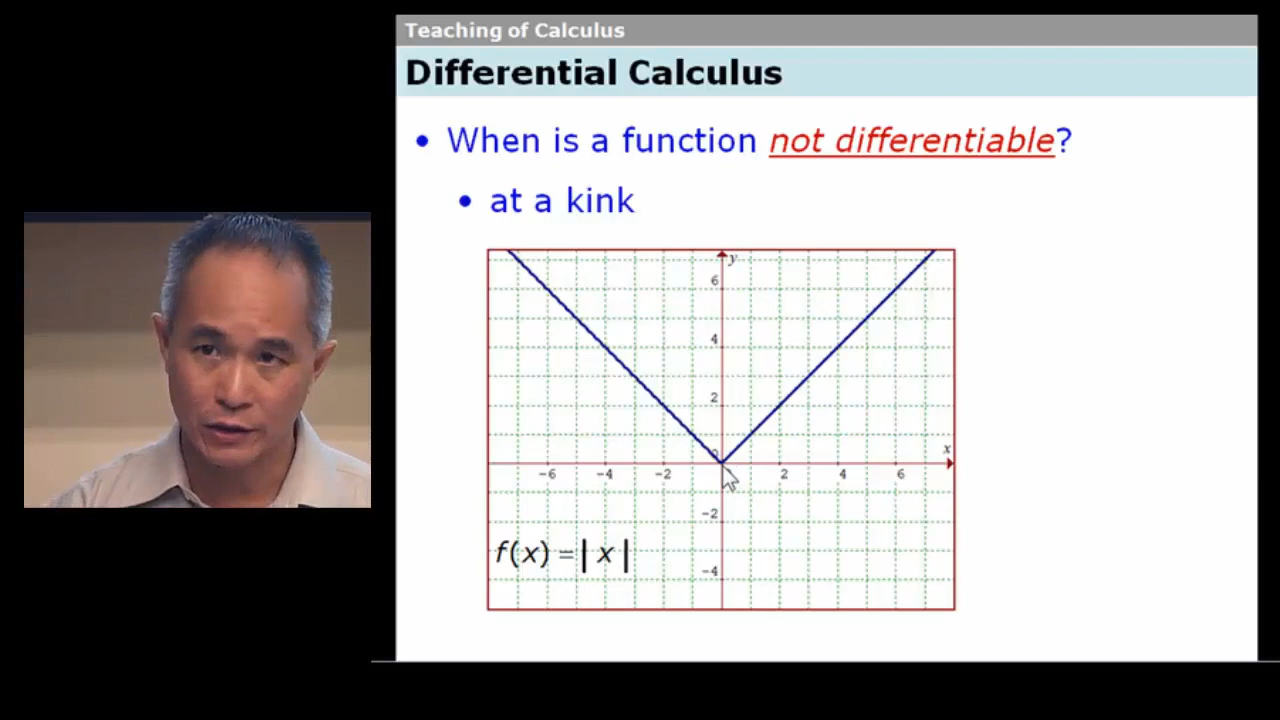 Teaching of Calculus
Differential Calculus
• When is a function not differentiable?
• at a kink
y
6
4
2
0
x
-6 -4 -2 2 4 6
-2
f(x) = | x |
-4